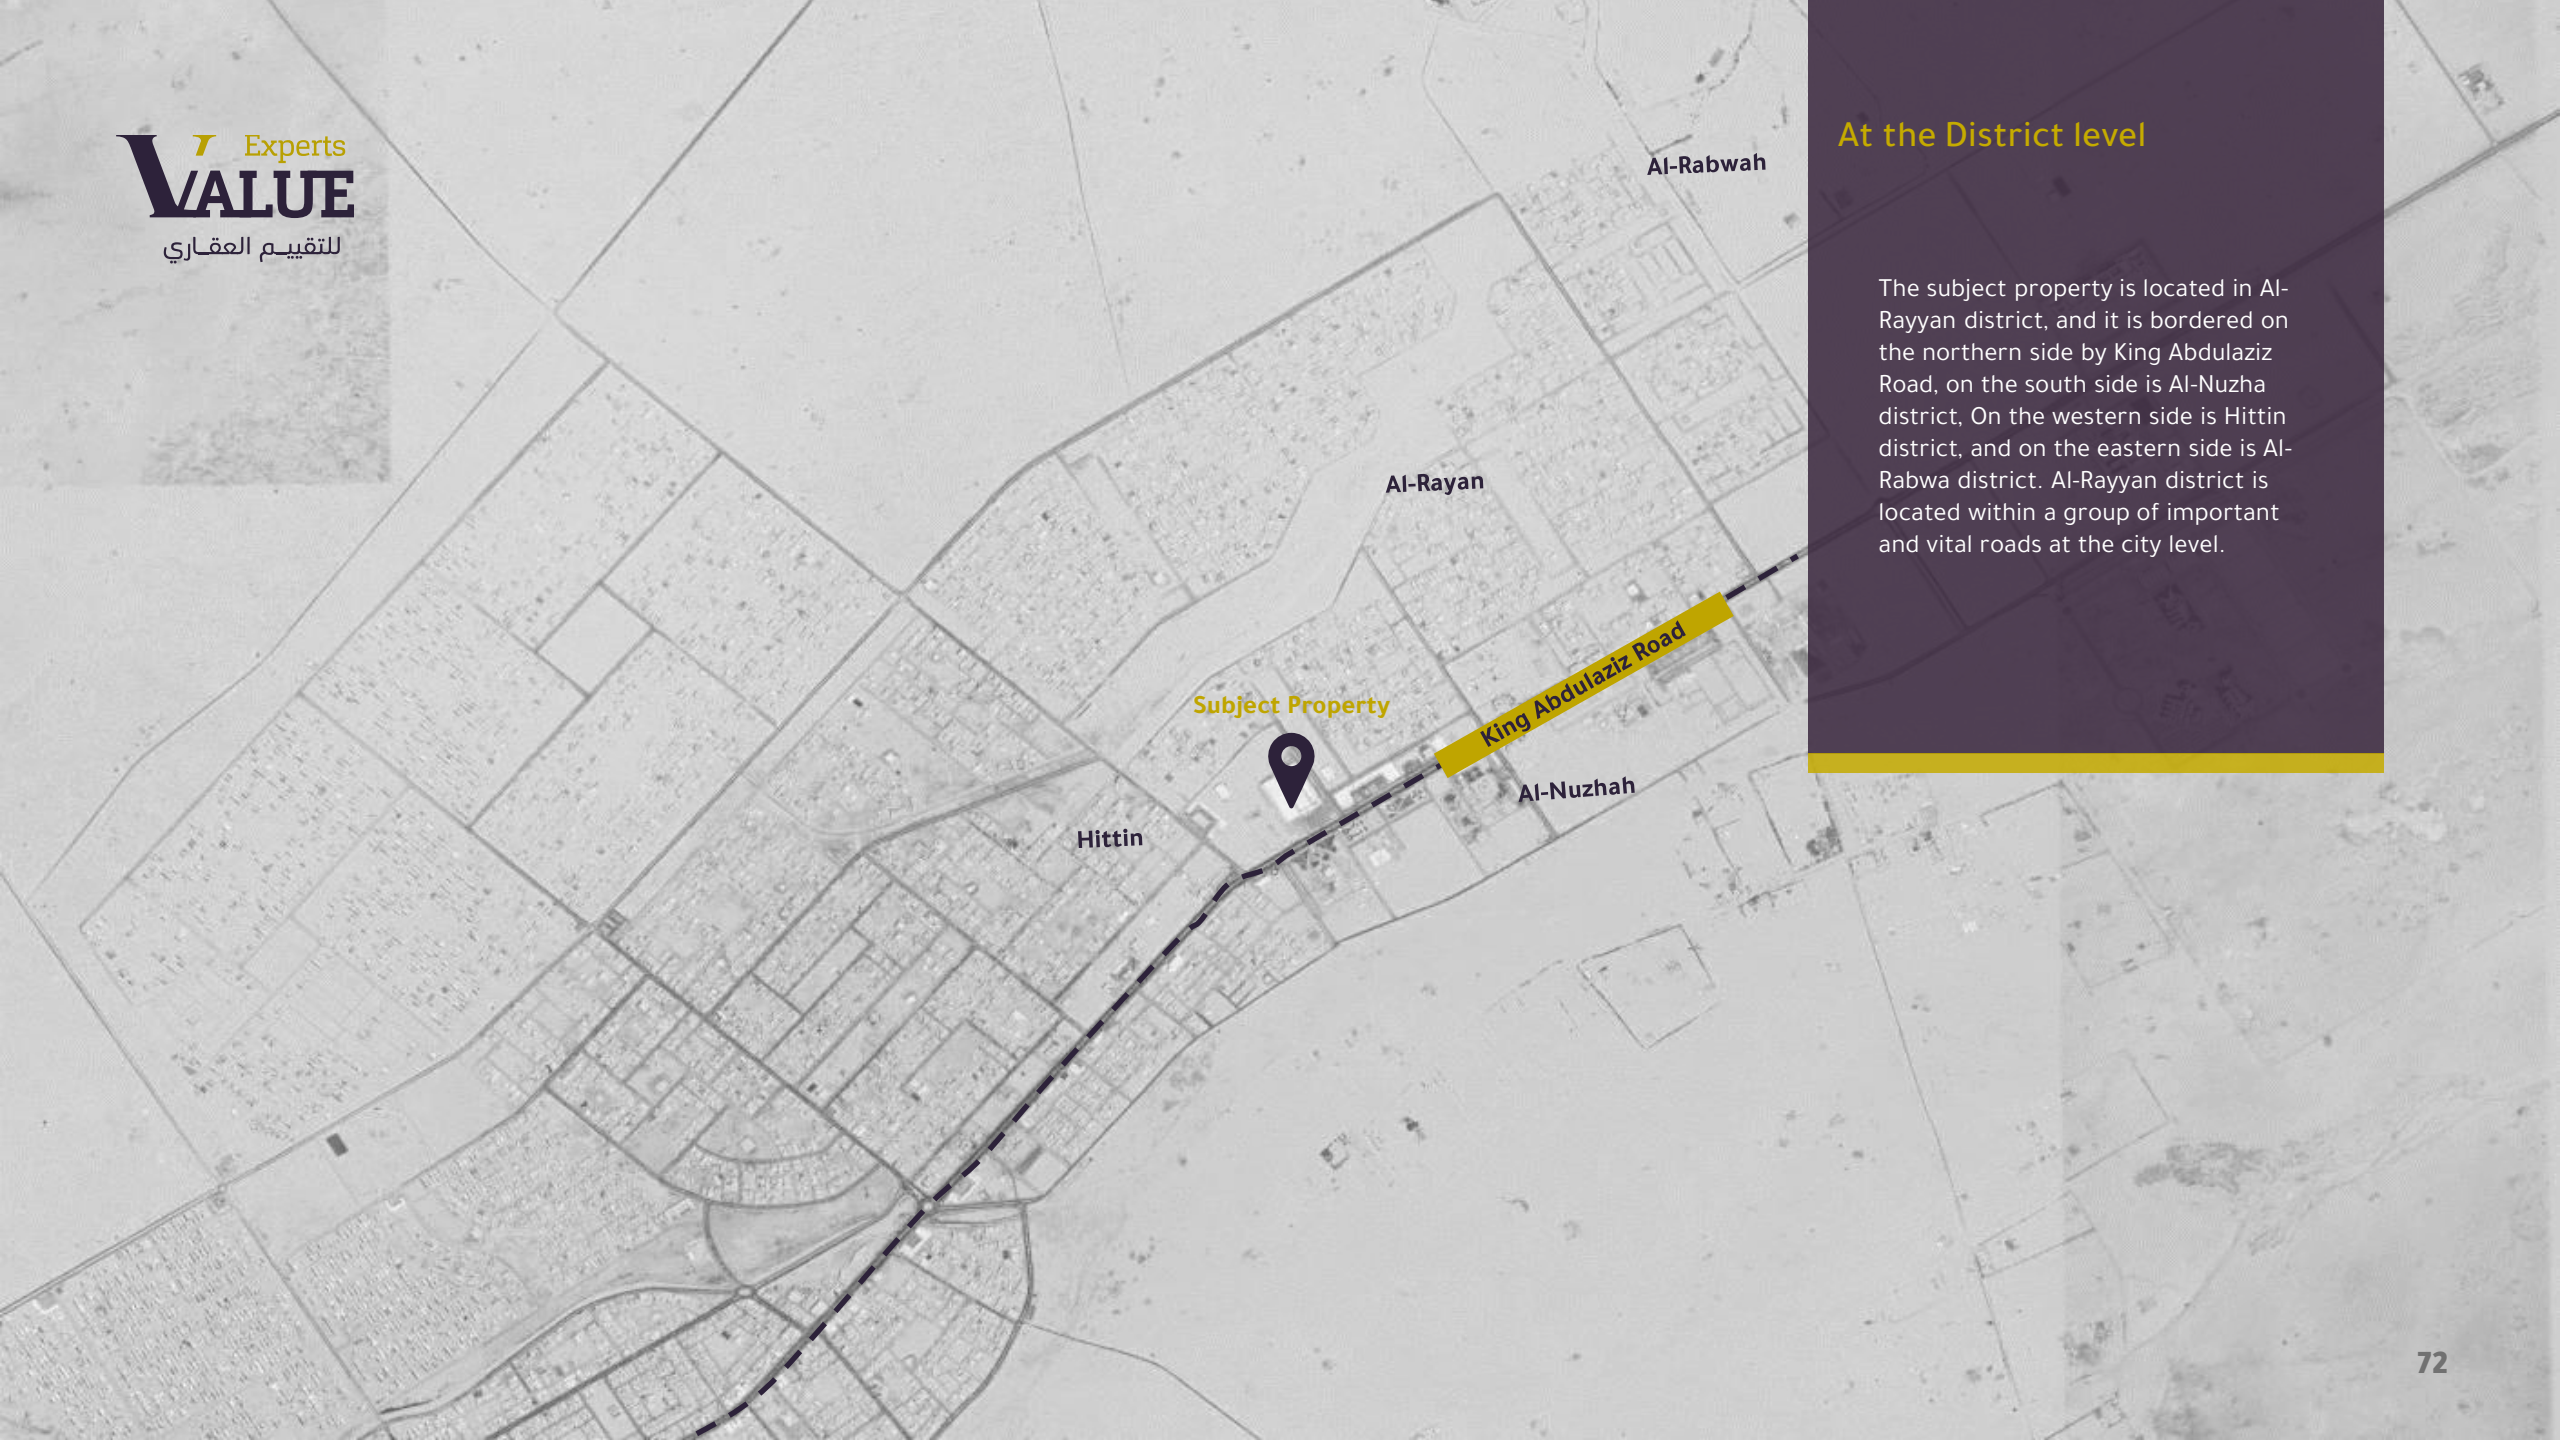 Experts
VALUE
للتقييم العقاري
At the District level
The subject property is located in Al-
Rayyan district, and it is bordered on
the northern side by King Abdulaziz
Road, on the south side is Al-Nuzha
district, On the western side is Hittin
district, and on the eastern side is Al-
Rabwa district. Al-Rayyan district is
located within a group of important
and vital roads at the city level.
Al-Rabwah
Al-Rayan
King Abdulaziz Road
Subject Property
Al-Nuzhah
Hittin
72